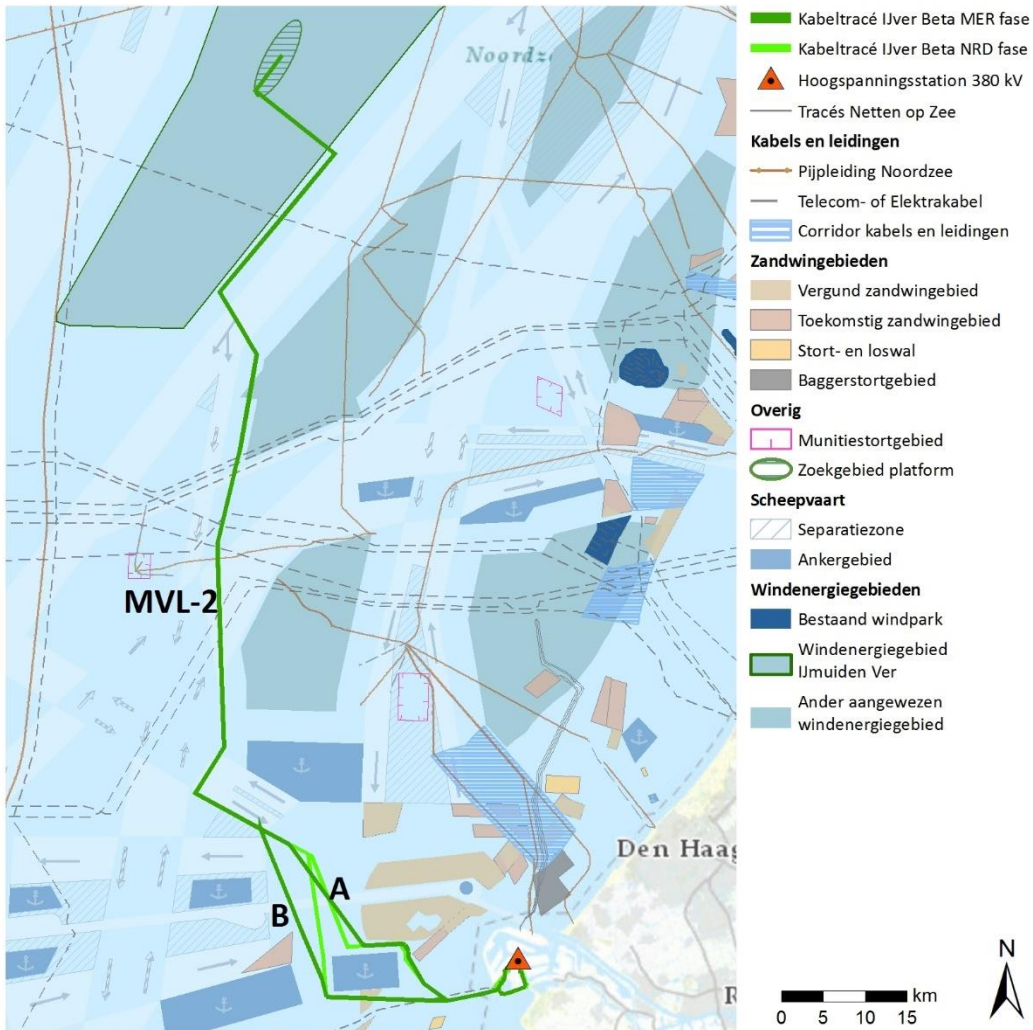 Noordze
MVL-2
A
B
Den Haag
R
Kabeltracé IJver Beta MER fase
Kabeltracé IJver Beta NRD fase
Hoogspanningsstation 380 kV
Tracés Netten op Zee
Kabels en leidingen
Pijpleiding Noordzee
Telecom- of Elektrakabel
Corridor kabels en leidingen
Zandwingebieden
Vergund zandwingebied
Toekomstig zandwingebied
Stort- en loswal
Baggerstortgebied
Overig
Munitiestortgebied
Zoekgebied platform
Scheepvaart
Separatiezone
Ankergebied
Windenergiegebieden
Bestaand windpark
Windenergiegebied
IJmuiden Ver
Ander aangewezen
windenergiegebied
N
km
0 5 10 15